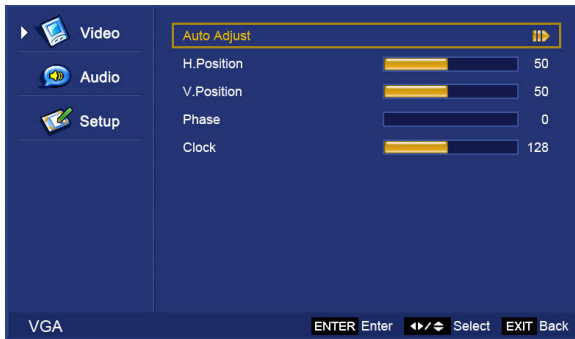 Video
Audio
Setup
Auto Adjust
H.Position 50
V.Position 50
Phase 0
Clock 128
VGA ENTER Enter Select EXIT Back